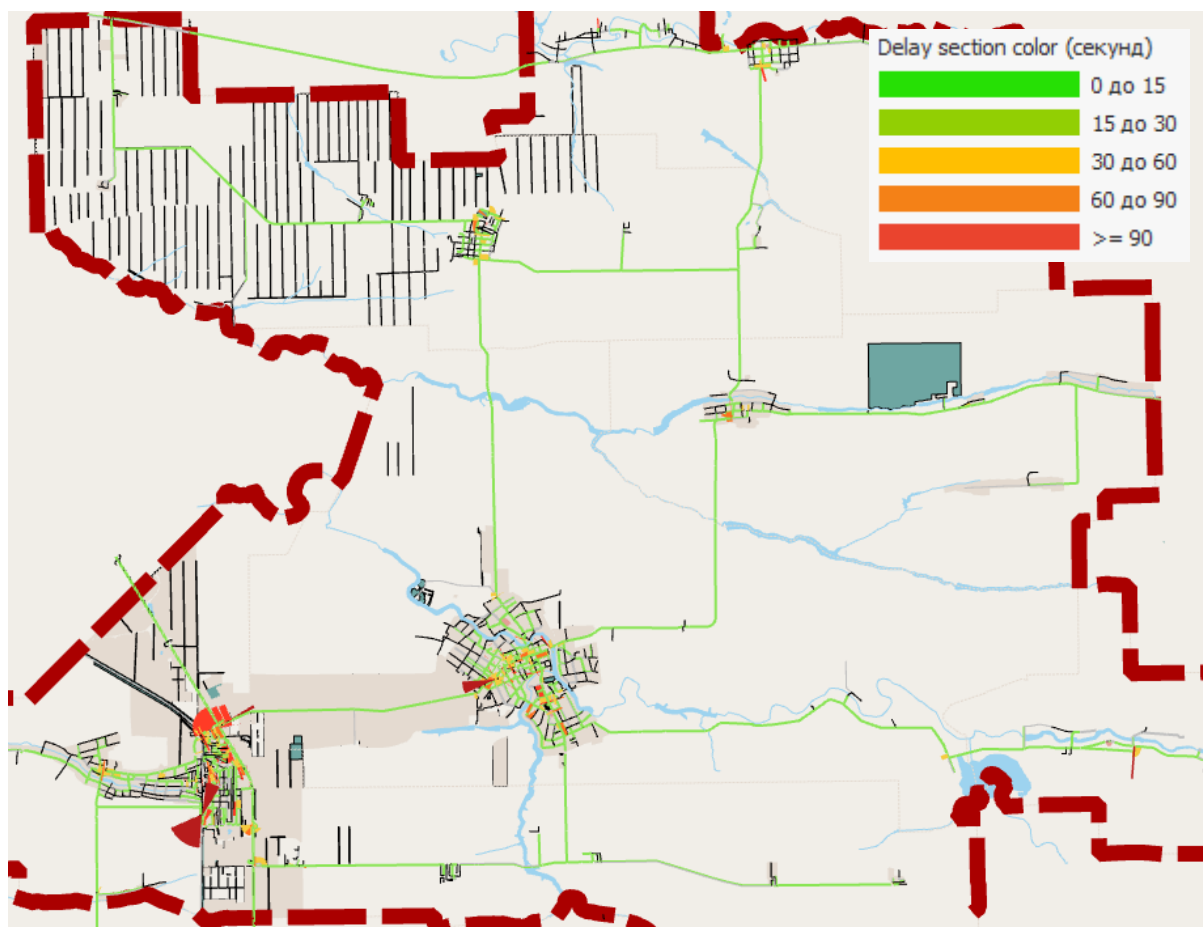 Delay section color (секунд)
0 до 15
15 до 30
30 до 60
60 до 90
>= 90